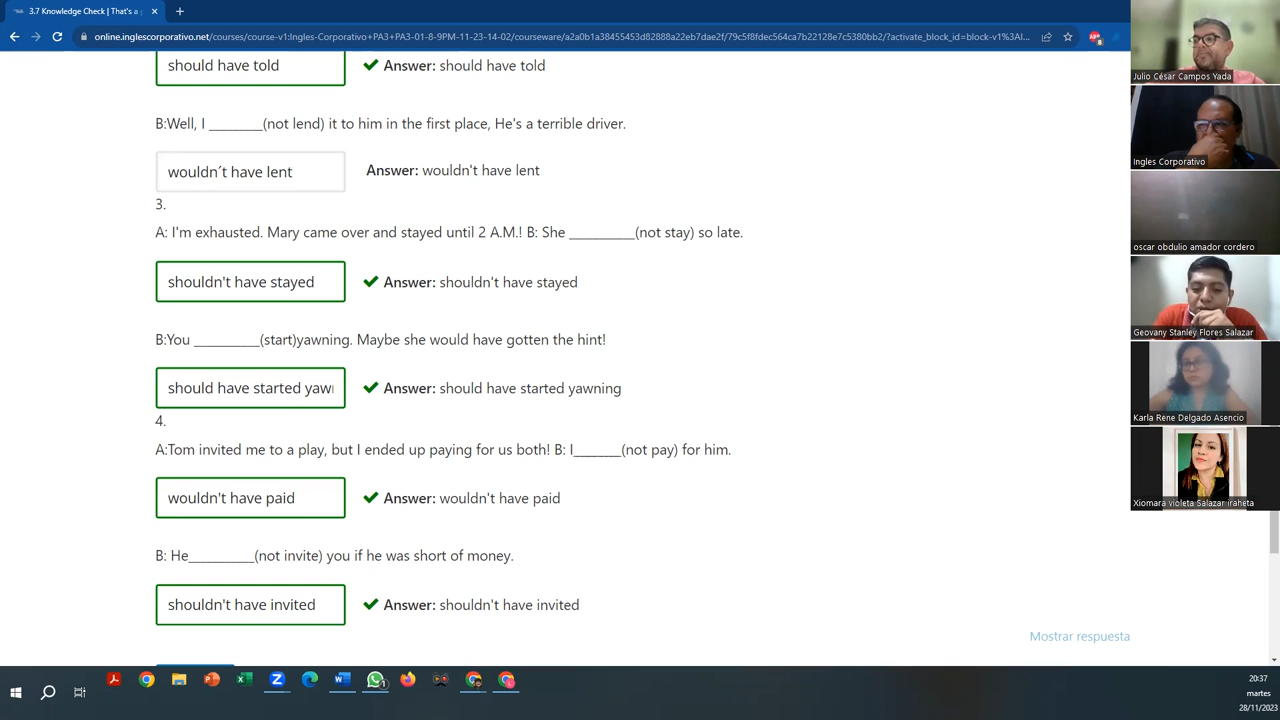 3.7 Knowledge Check | That's a
online.inglescorporativo.net/courses/course-v1:Ingles-Corporativo+PA3+PA3-01-8-9PM-11-23-14-02/courseware/a2a0b1a38455453d82888a22eb7dae2f/79c5f8fdec564ca7b22128e7c5380bb2/?activate_block_id=block-v1%3AI...
should have told
Answer: should have told
B:Well, I ________(not lend) it to him in the first place, He's a terrible driver.
wouldn´t have lent
Answer: wouldn't have lent
3.
A: I'm exhausted. Mary came over and stayed until 2 A.M.! B: She __________(not stay) so late.
shouldn't have stayed
Answer: shouldn't have stayed
B:You __________(start)yawning. Maybe she would have gotten the hint!
should have started yawn
Answer: should have started yawning
4.
A:Tom invited me to a play, but I ended up paying for us both! B: I_______(not pay) for him.
wouldn't have paid
Answer: wouldn't have paid
B: He__________(not invite) you if he was short of money.
shouldn't have invited
Answer: shouldn't have invited
Mostrar respuesta
Julio César Campos Yada
Ingles Corporativo
oscar obdulio amador cordero
Geovany Stanley Flores Salazar
Karla Rene Delgado Asencio
Xiomara violeta Salazar iraheta
20:37
martes
28/11/2023